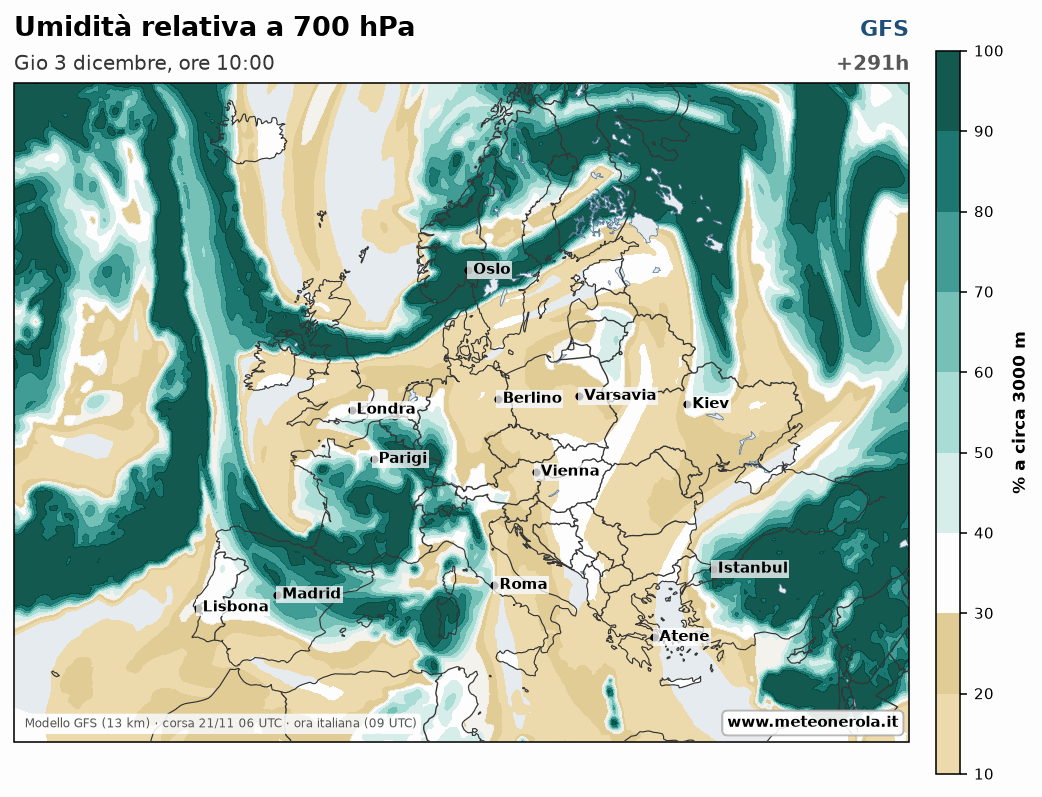 Umidità relativa a 700 hPa
GFS
Gio 3 dicembre, ore 10:00
+291h
100
90
80
70
60
50
40
30
20
10
% a circa 3000 m
Oslo
Berlino
Varsavia
Kiev
Londra
Parigi
Vienna
Istanbul
Roma
Madrid
Lisbona
Atene
Modello GFS (13 km) · corsa 21/11 06 UTC · ora italiana (09 UTC)
www.meteonerola.it